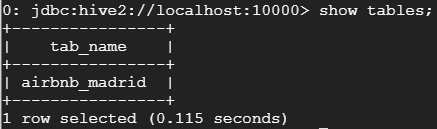 0: jdbc:hive2://localhost:10000> show tables;
+----------------+
|    tab_name    |
+----------------+
| airbnb_madrid  |
+----------------+
1 row selected (0.115 seconds)